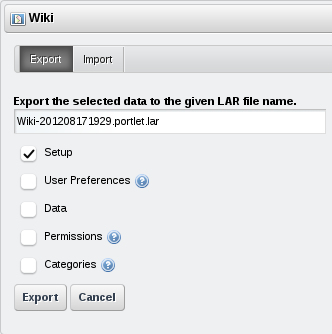 Wiki
Export Import
Export the selected data to the given LAR file name.
Wiki-201208171929.portlet.lar
Setup
User Preferences ?
Data
Permissions ?
Categories ?
Export Cancel